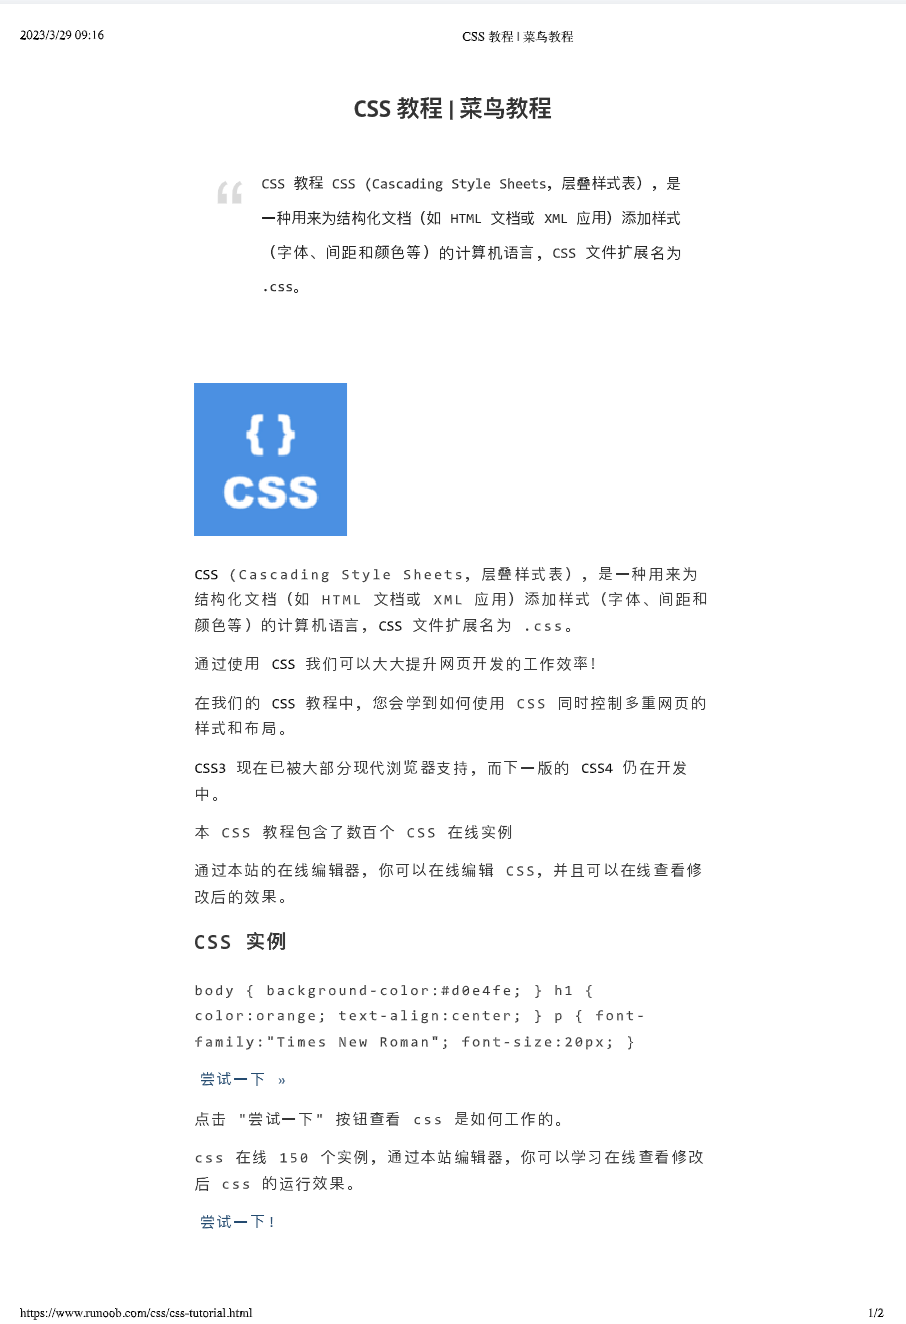 2023/3/29 09:16
CSS 教程 | 菜鸟教程
CSS 教程 | 菜鸟教程
“
CSS 教程 CSS (Cascading Style Sheets，层叠样式表），是
一种用来为结构化文档（如 HTML 文档或 XML 应用）添加样式
（字体、间距和颜色等）的计算机语言，CSS 文件扩展名为
.css。
{ }
CSS
CSS (Cascading Style Sheets，层叠样式表），是一种用来为
结构化文档（如 HTML 文档或 XML 应用）添加样式（字体、间距和
颜色等）的计算机语言，CSS 文件扩展名为 .css。
通过使用 CSS 我们可以大大提升网页开发的工作效率！
在我们的 CSS 教程中，您会学到如何使用 CSS 同时控制多重网页的
样式和布局。
CSS3 现在已被大部分现代浏览器支持，而下一版的 CSS4 仍在开发
中。
本 CSS 教程包含了数百个 CSS 在线实例
通过本站的在线编辑器，你可以在线编辑 CSS，并且可以在线查看修
改后的效果。
CSS 实例
body { background-color:#d0e4fe; } h1 {
color:orange; text-align:center; } p { font-
family:"Times New Roman"; font-size:20px; }
尝试一下 »
点击 "尝试一下" 按钮查看 css 是如何工作的。
css 在线 150 个实例，通过本站编辑器，你可以学习在线查看修改
后 css 的运行效果。
尝试一下！
https://www.runoob.com/css/css-tutorial.html
1/2